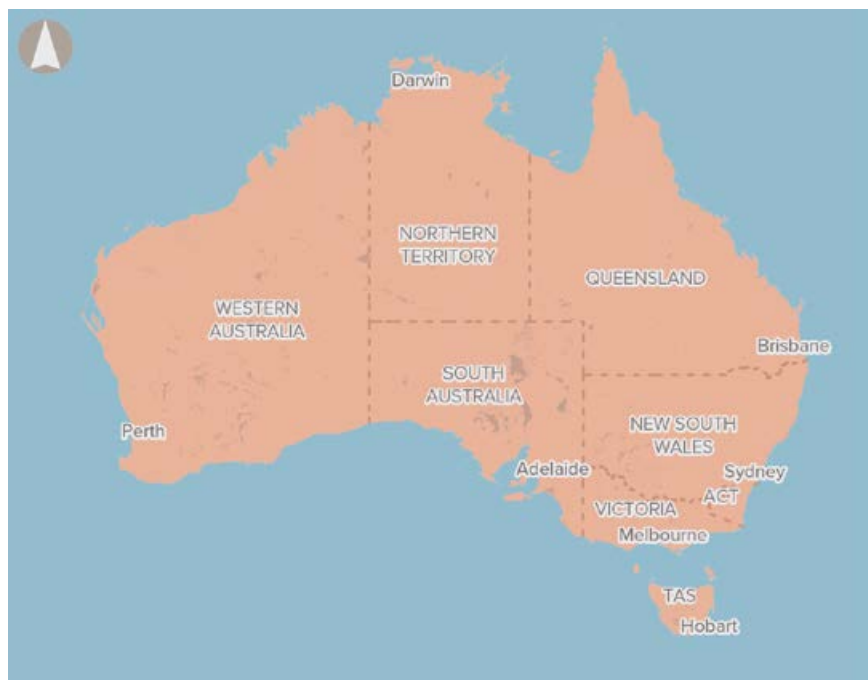 Darwin
NORTHERN
TERRITORY
QUEENSLAND
WESTERN
AUSTRALIA
Brisbane
SOUTH
AUSTRALIA
NEW SOUTH
WALES
Perth
Adelaide
Sydney
ACT
VICTORIA
Melbourne
TAS
Hobart